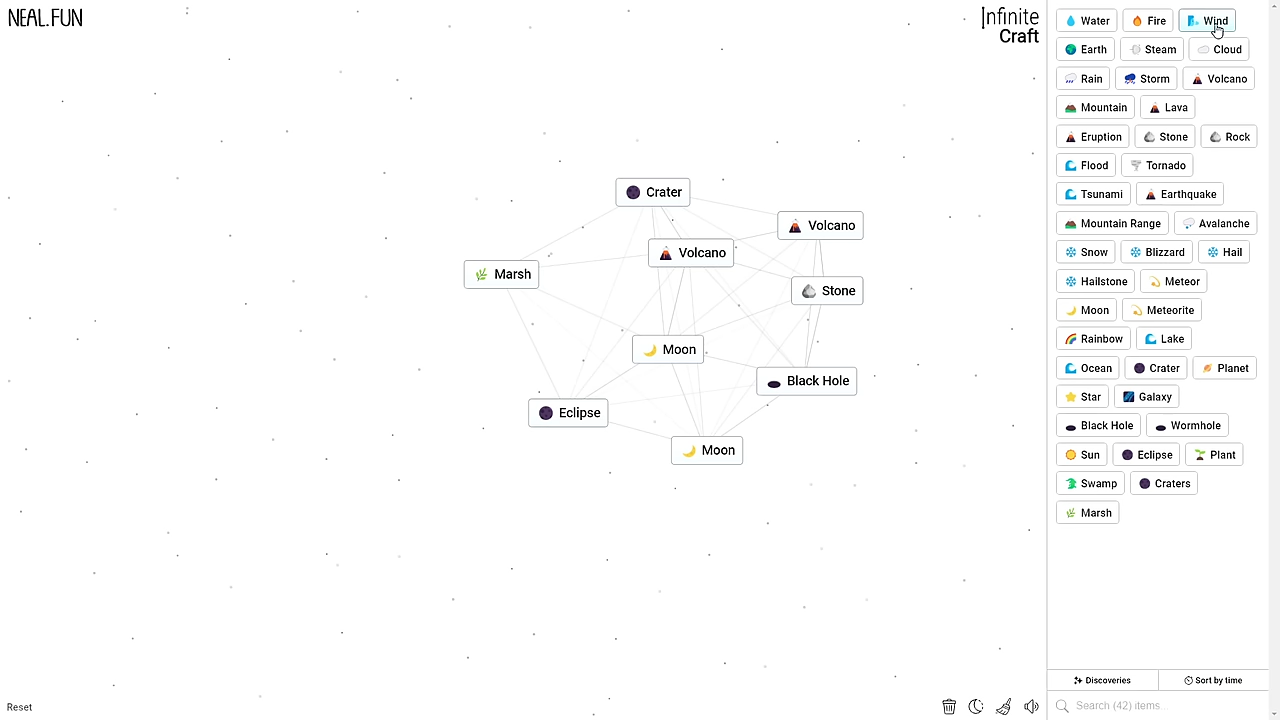 NEAL.FUN
Infinite
Craft
Crater
Volcano
Volcano
Marsh
Stone
Moon
Black Hole
Eclipse
Moon
Reset
Water Fire Wind
Earth Steam Cloud
Rain Storm Volcano
Mountain Lava
Eruption Stone Rock
Flood Tornado
Tsunami Earthquake
Mountain Range Avalanche
Snow Blizzard Hail
Hailstone Meteor
Moon Meteorite
Rainbow Lake
Ocean Crater Planet
Star Galaxy
Black Hole Wormhole
Sun Eclipse Plant
Swamp Craters
Marsh
Discoveries Sort by time
Search (42) items...